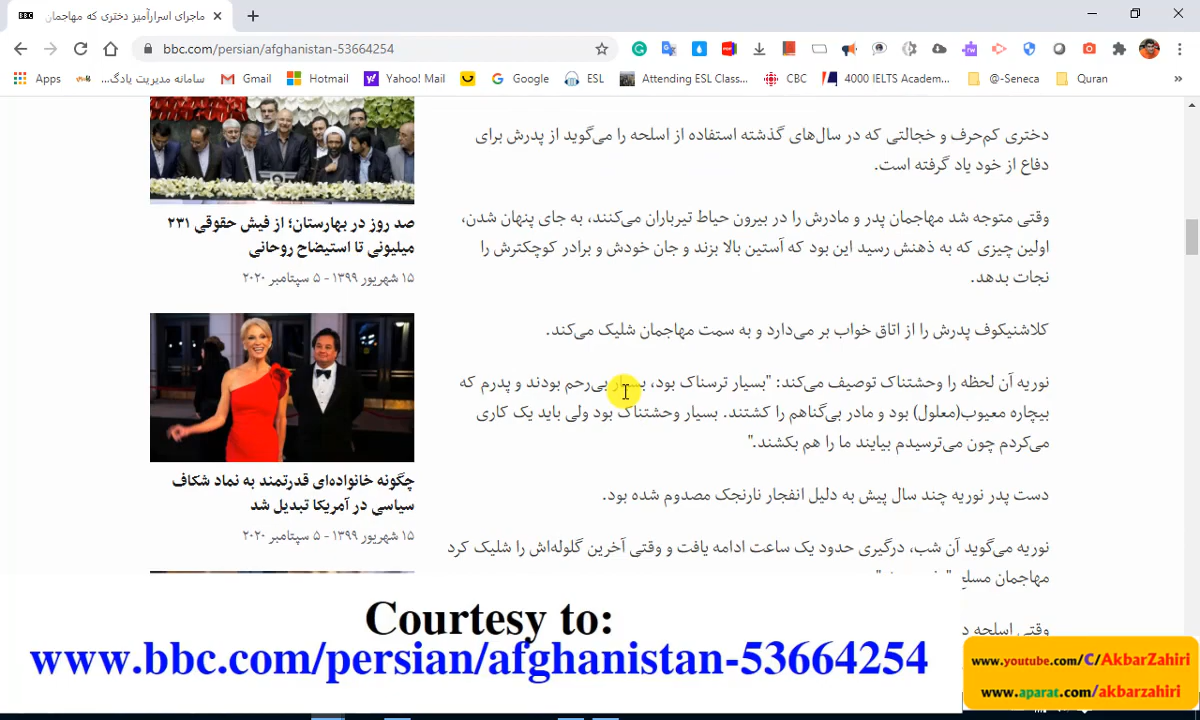 ماجرای اسرارآمیز دختری که مهاجمان
bbc.com/persian/afghanistan-53664254
Apps
سامانه مدیریت یادگ...
Gmail
Hotmail
Yahoo! Mail
Google
ESL
Attending ESL Class...
CBC
4000 IELTS Academ...
@-Seneca
Quran
دختری کم‌حرف و خجالتی که در سال‌های گذشته استفاده از اسلحه را می‌گوید از پدرش برای
دفاع از خود یاد گرفته است.
وقتی متوجه شد مهاجمان پدر و مادرش را در بیرون حیاط تیرباران می‌کنند، به جای پنهان شدن،
اولین چیزی که به ذهنش رسید این بود که آستین بالا بزند و جان خودش و برادر کوچکترش را
نجات بدهد.
کلاشنیکوف پدرش را از اتاق خواب بر می‌دارد و به سمت مهاجمان شلیک می‌کند.
نوریه آن لحظه را وحشتناک توصیف می‌کند: "بسیار ترسناک بود، بسیار بی‌رحم بودند و پدرم که
بیچاره معیوب(معلول) بود و مادر بی‌گناهم را کشتند. بسیار وحشتناک بود ولی باید یک کاری
می‌کردم چون می‌ترسیدم بیایند ما را هم بکشند."
دست پدر نوریه چند سال پیش به دلیل انفجار نارنجک مصدوم شده بود.
نوریه می‌گوید آن شب، درگیری حدود یک ساعت ادامه یافت و وقتی آخرین گلوله‌اش را شلیک کرد
مهاجمان مسلح
وقتی اسلحه
صد روز در بهارستان؛ از فیش حقوقی ۲۳۱
میلیونی تا استیضاح روحانی
۱۵ شهریور ۱۳۹۹ - ۵ سپتامبر ۲۰۲۰
چگونه خانواده‌ای قدرتمند به نماد شکاف
سیاسی در آمریکا تبدیل شد
۱۵ شهریور ۱۳۹۹ - ۵ سپتامبر ۲۰۲۰
Courtesy to:
www.bbc.com/persian/afghanistan-53664254
www.youtube.com/C/AkbarZahiri
www.aparat.com/akbarzahiri